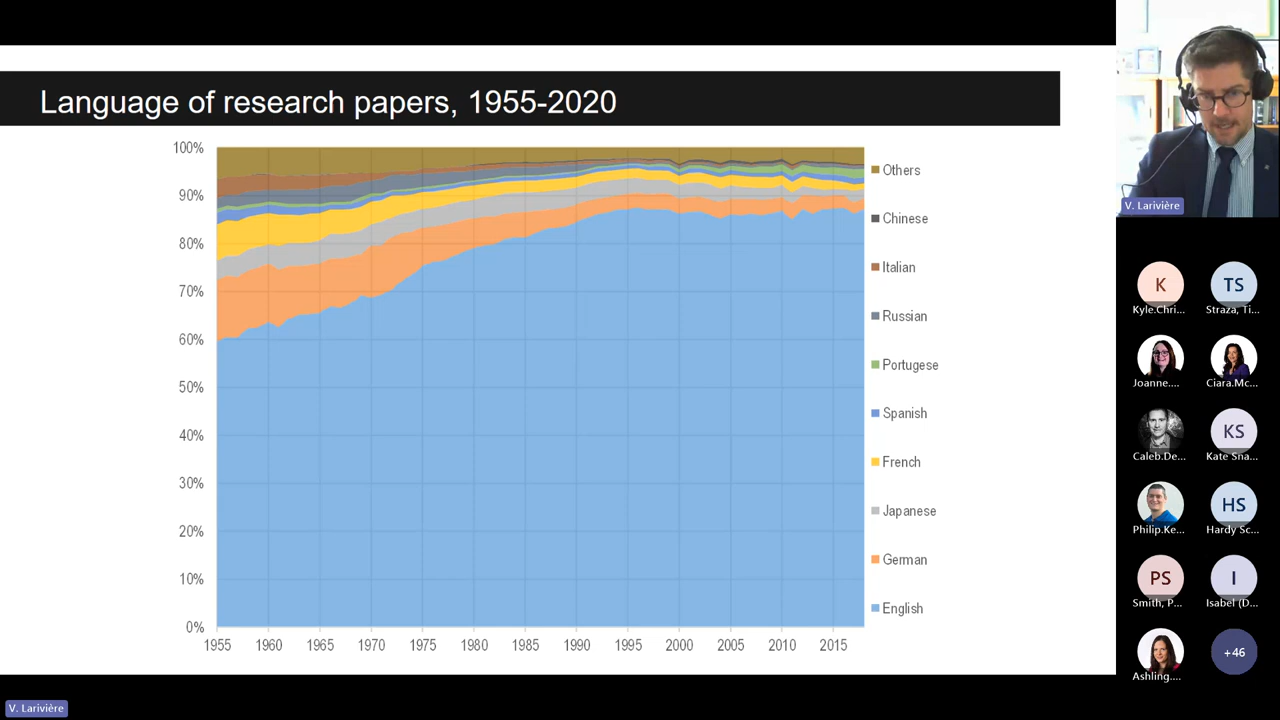 Language of research papers, 1955-2020
100%
90%
80%
70%
60%
50%
40%
30%
20%
10%
0%
1955 1960 1965 1970 1975 1980 1985 1990 1995 2000 2005 2010 2015
Others
Chinese
Italian
Russian
Portugese
Spanish
French
Japanese
German
English
V. Larivière
K TS
Kyle.Chri... Straza, Ti...
Joanne.... Ciara.Mc...
KS
Caleb.De... Kate Sna...
HS
Philip.Ke... Hardy Sc...
PS I
Smith, P... Isabel (D...
+46
Ashling....
V. Larivière